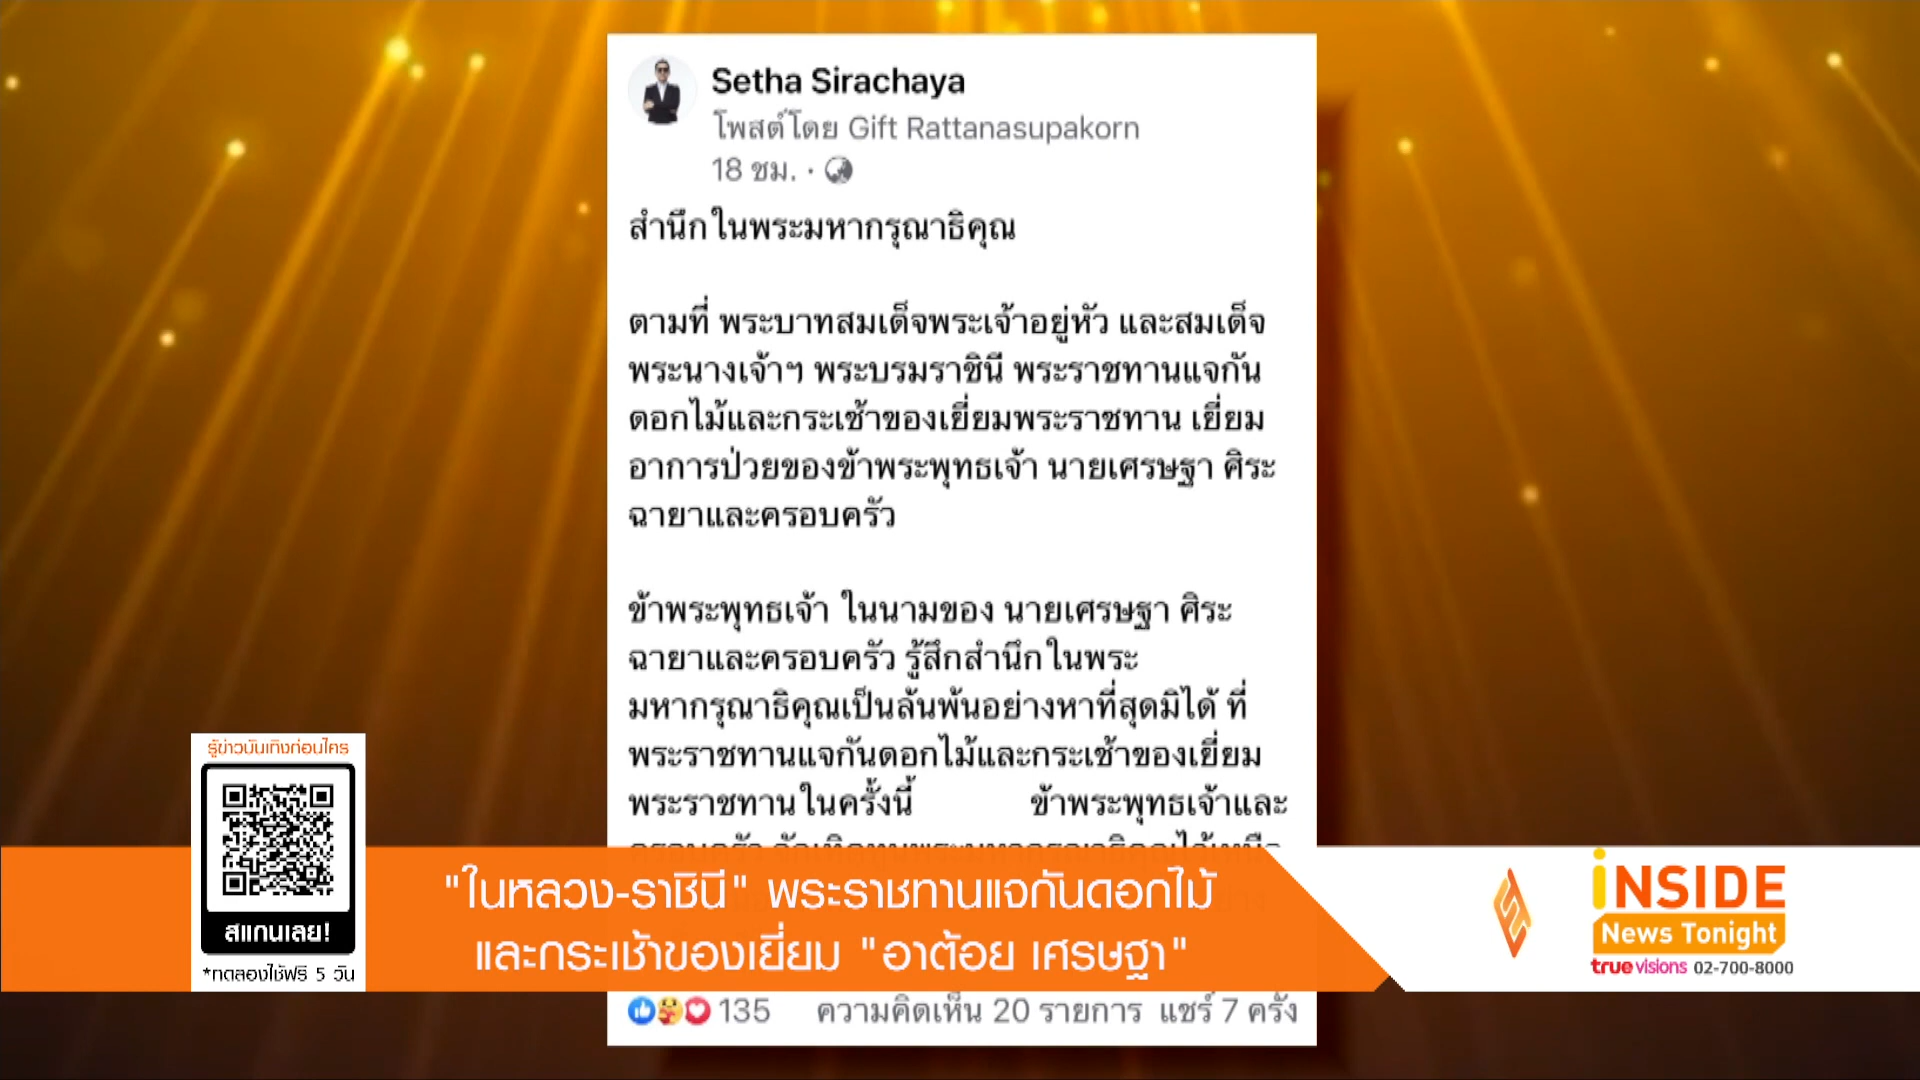 Setha Sirachaya
โพสต์โดย Gift Rattanasupakorn
18 ชม. ·
สำนึกในพระมหากรุณาธิคุณ
ตามที่ พระบาทสมเด็จพระเจ้าอยู่หัว และสมเด็จ
พระนางเจ้าฯ พระบรมราชินี พระราชทานแจกัน
ดอกไม้และกระเช้าของเยี่ยมพระราชทาน เยี่ยม
อาการป่วยของข้าพระพุทธเจ้า นายเศรษฐา ศิระ
ฉายาและครอบครัว
ข้าพระพุทธเจ้า ในนามของ นายเศรษฐา ศิระ
ฉายาและครอบครัว รู้สึกสำนึกในพระ
มหากรุณาธิคุณเป็นล้นพ้นอย่างหาที่สุดมิได้ ที่
พระราชทานแจกันดอกไม้และกระเช้าของเยี่ยม
พระราชทานในครั้งนี้ ข้าพระพุทธเจ้าและ
รู้ข่าวบันเทิงก่อนใคร
สแกนเลย!
*ทดลองใช้ฟรี 5 วัน
"ในหลวง-ราชินี" พระราชทานแจกันดอกไม้
และกระเช้าของเยี่ยม "อาต้อย เศรษฐา"
iNSIDE
News Tonight
truevisions 02-700-8000
135 ความคิดเห็น 20 รายการ แชร์ 7 ครั้ง